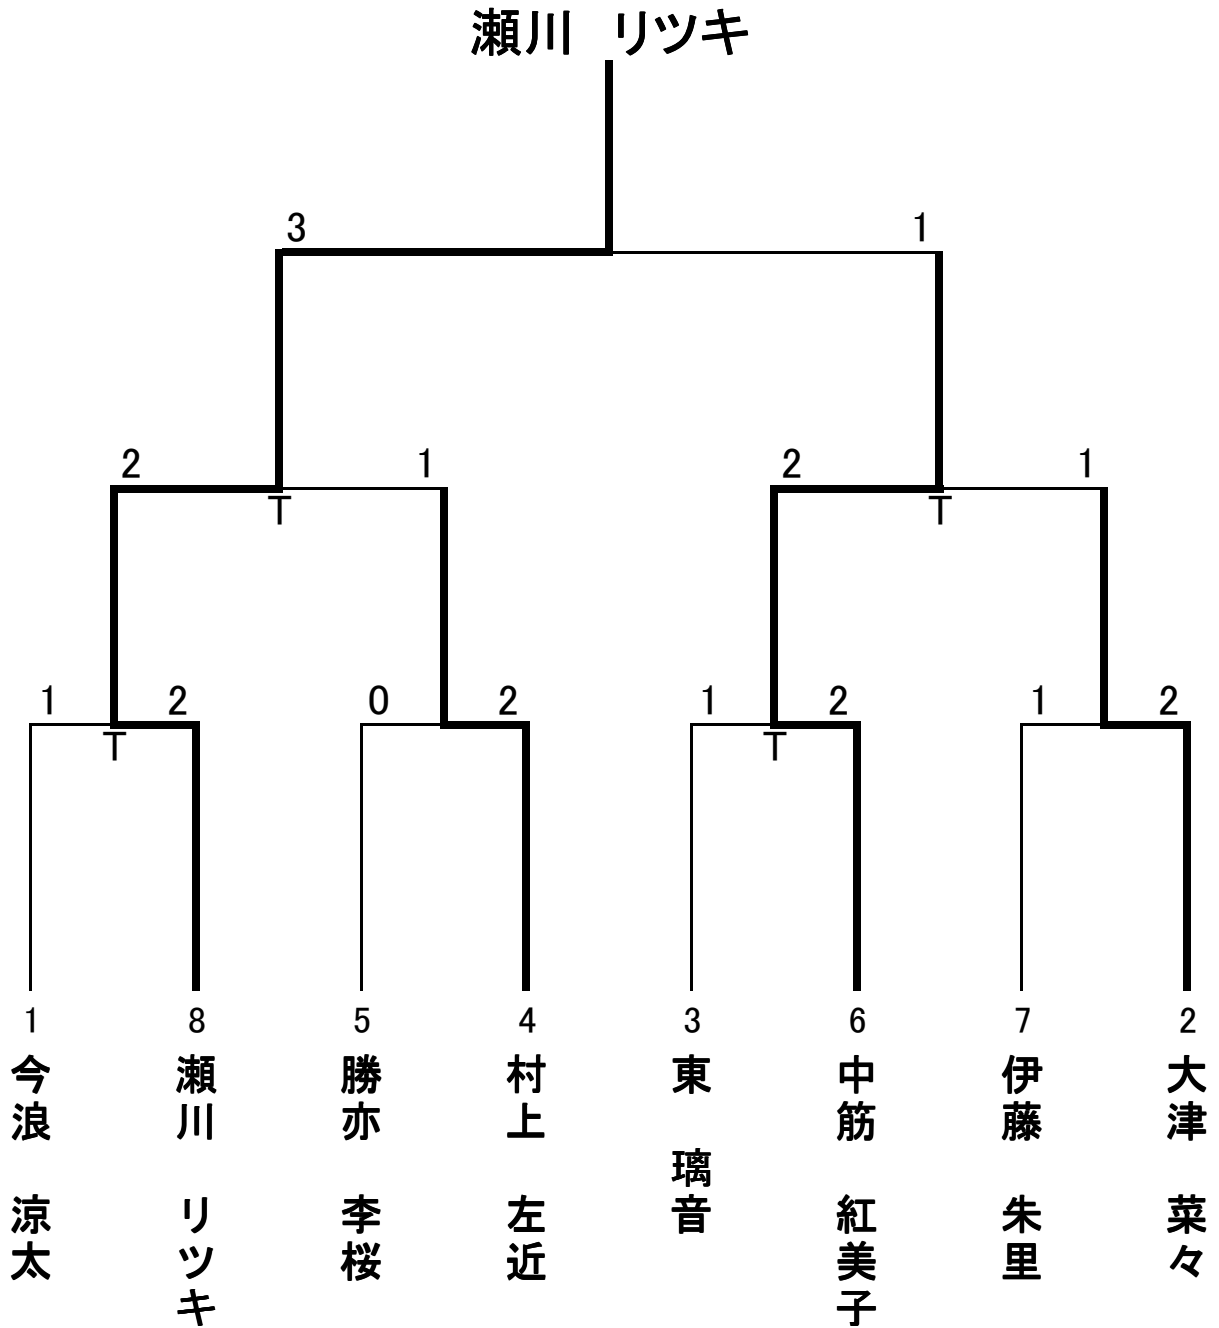 瀬川　リツキ
3 1
2 1 2 1
T T
1 2 0 2 1 2 1 2
T T
1 8 5 4 3 6 7 2
今浪　涼太
瀬川　リツキ
勝亦　李桜
村上　左近
東　璃音
中筋　紅美子
伊藤　朱里
大津　菜々